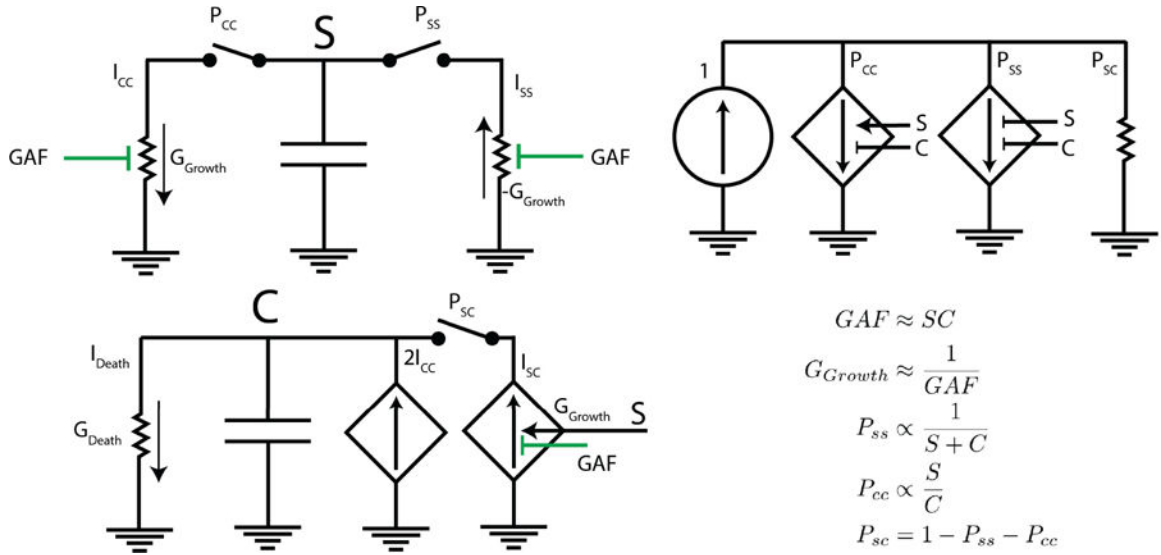 P_CC
S
P_SS
I_CC
I_SS
GAF
G_Growth
-G_Growth
GAF
1
P_CC
P_SS
P_SC
S
C
S
C
C
P_SC
I_Death
2I_CC
I_SC
G_Death
G_Growth
S
GAF
GAF ≈ SC
G_Growth ≈ 1/GAF
P_ss ∝ 1/(S + C)
P_cc ∝ S/C
P_sc = 1 − P_ss − P_cc